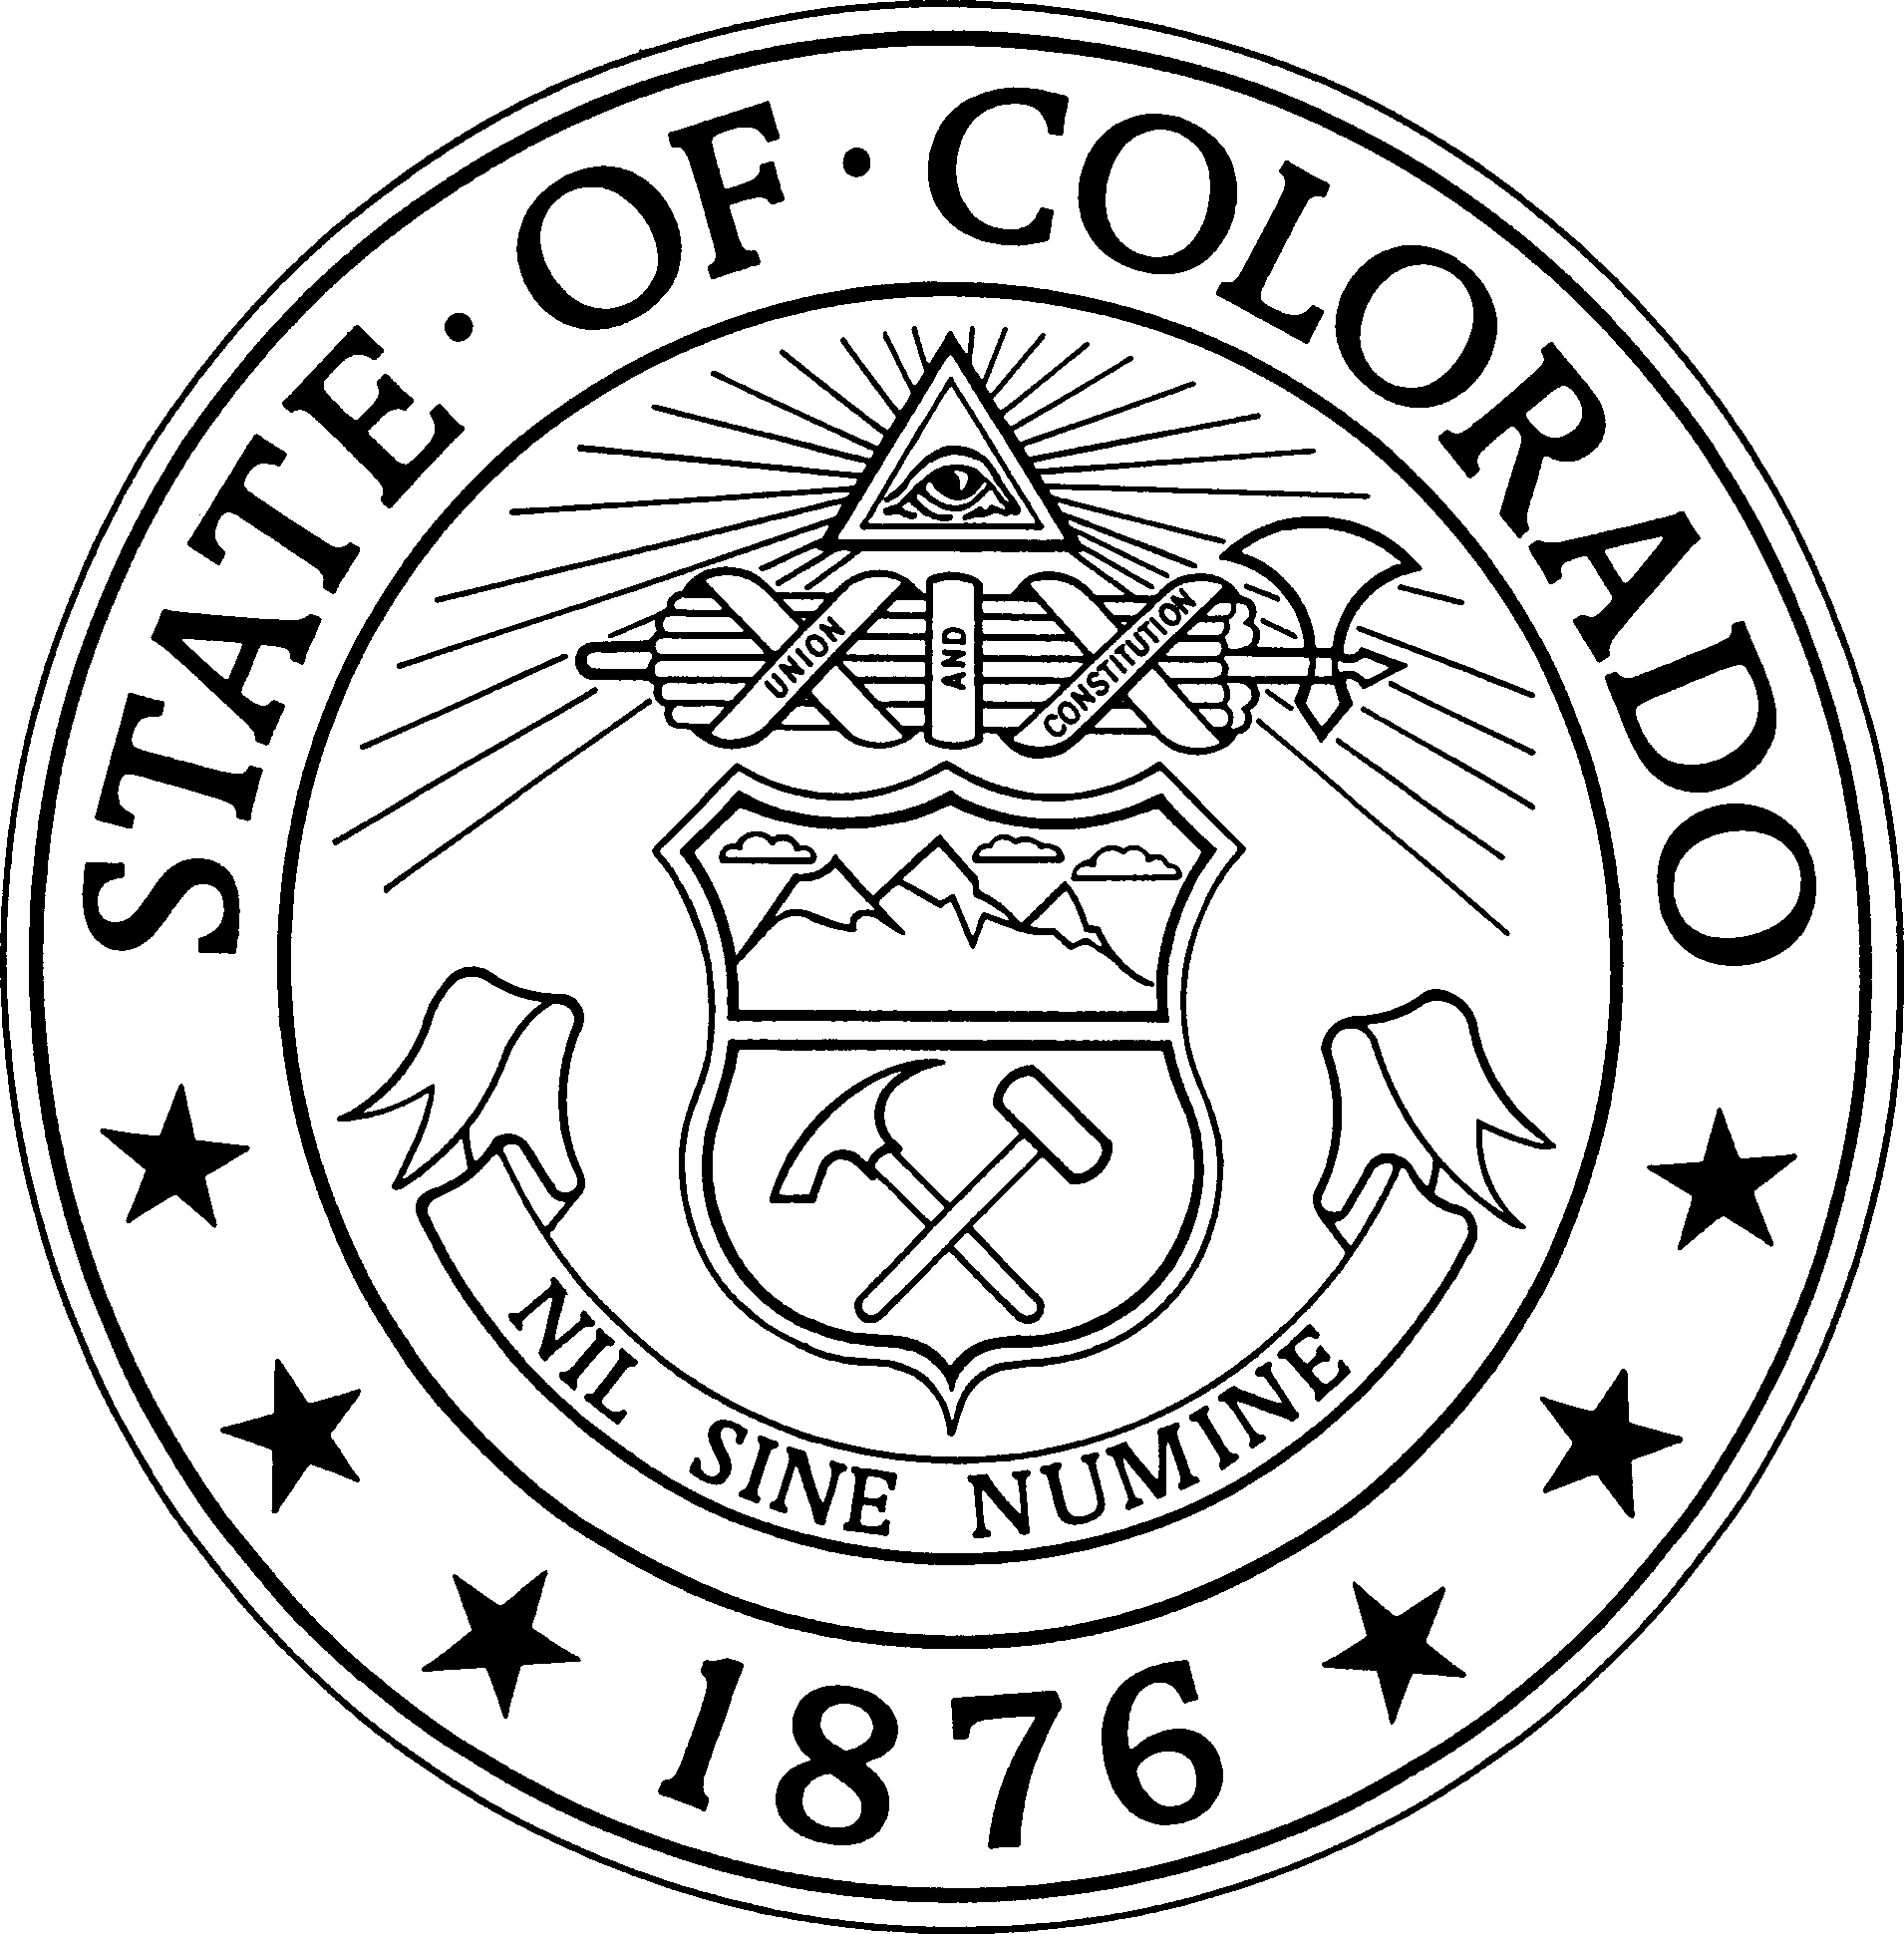 STATE · OF · COLORADO
UNION
AND
CONSTITUTION
NIL SINE NUMINE
1876